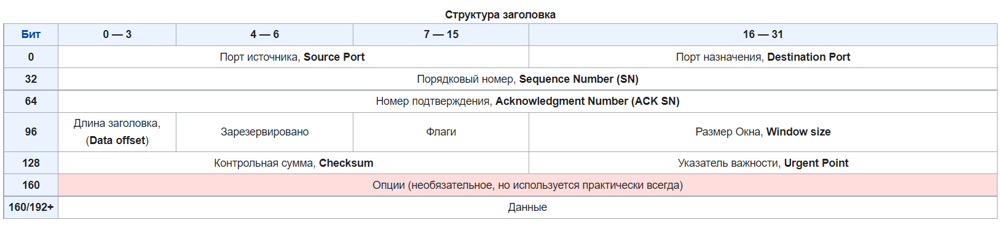 Структура заголовка
Бит 0 — 3 4 — 6 7 — 15 16 — 31
0 Порт источника, Source Port Порт назначения, Destination Port
32 Порядковый номер, Sequence Number (SN)
64 Номер подтверждения, Acknowledgment Number (ACK SN)
96 Длина заголовка, (Data offset) Зарезервировано Флаги Размер Окна, Window size
128 Контрольная сумма, Checksum Указатель важности, Urgent Point
160 Опции (необязательное, но используется практически всегда)
160/192+ Данные